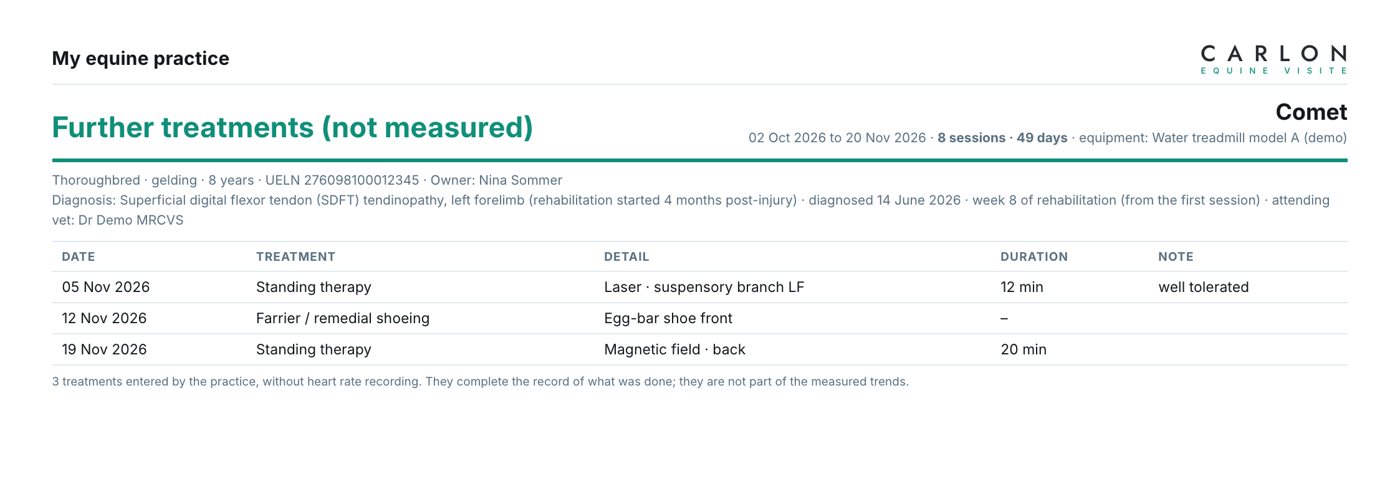 My equine practice
CARLON
EQUINE VISITE
Further treatments (not measured)
Comet
02 Oct 2026 to 20 Nov 2026 · 8 sessions · 49 days · equipment: Water treadmill model A (demo)
Thoroughbred · gelding · 8 years · UELN 276098100012345 · Owner: Nina Sommer
Diagnosis: Superficial digital flexor tendon (SDFT) tendinopathy, left forelimb (rehabilitation started 4 months post-injury) · diagnosed 14 June 2026 · week 8 of rehabilitation (from the first session) · attending
vet: Dr Demo MRCVS
DATE TREATMENT DETAIL DURATION NOTE
05 Nov 2026 Standing therapy Laser · suspensory branch LF 12 min well tolerated
12 Nov 2026 Farrier / remedial shoeing Egg-bar shoe front –
19 Nov 2026 Standing therapy Magnetic field · back 20 min
3 treatments entered by the practice, without heart rate recording. They complete the record of what was done; they are not part of the measured trends.